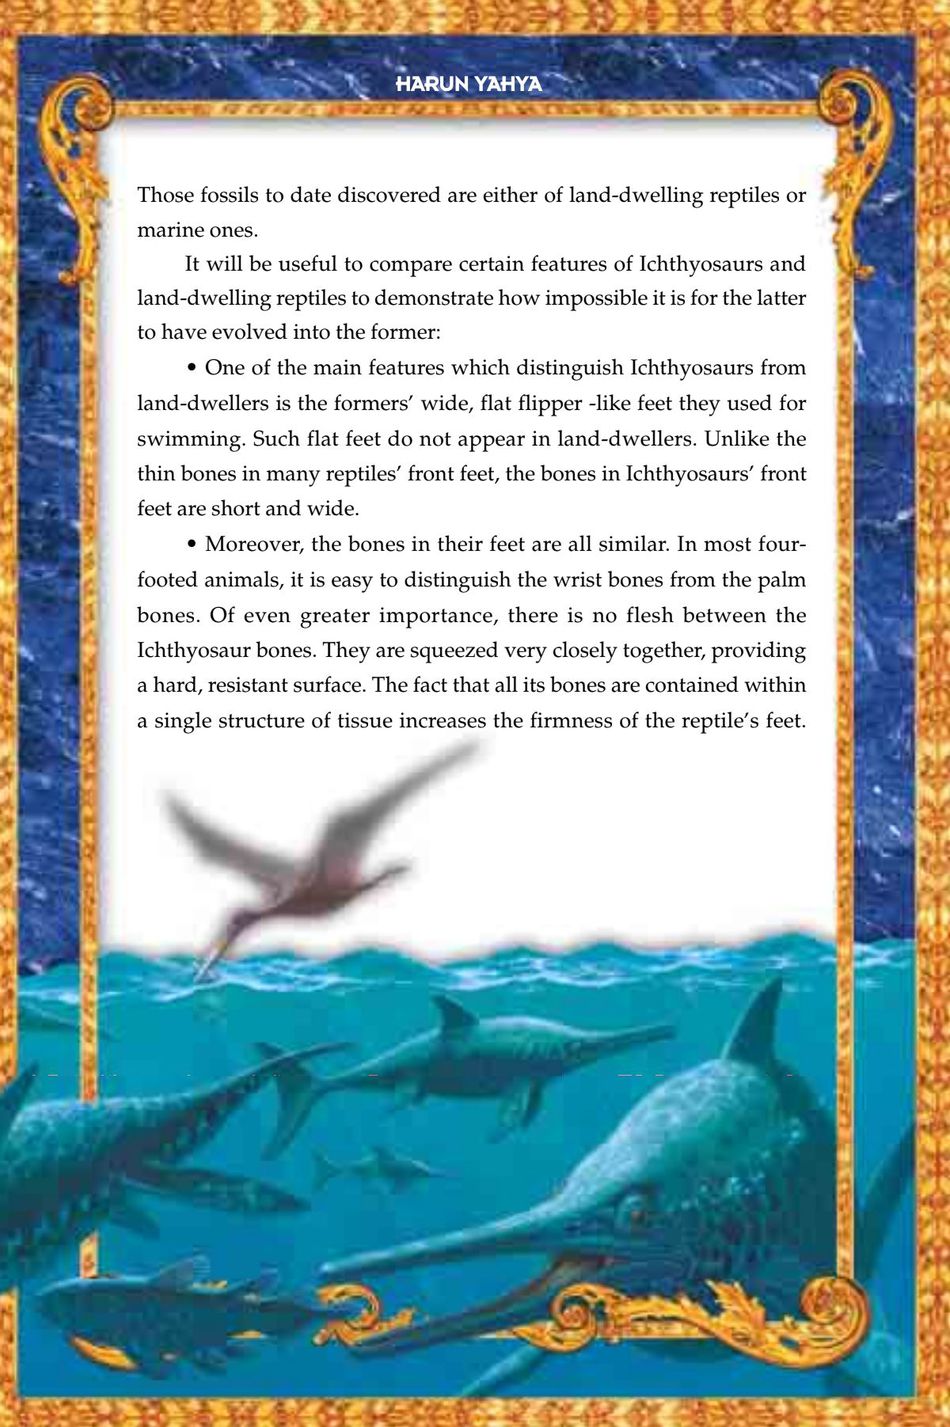 HARUN YAHYA
Those fossils to date discovered are either of land-dwelling reptiles or
marine ones.
It will be useful to compare certain features of Ichthyosaurs and
land-dwelling reptiles to demonstrate how impossible it is for the latter
to have evolved into the former:
• One of the main features which distinguish Ichthyosaurs from
land-dwellers is the formers’ wide, flat flipper -like feet they used for
swimming. Such flat feet do not appear in land-dwellers. Unlike the
thin bones in many reptiles’ front feet, the bones in Ichthyosaurs’ front
feet are short and wide.
• Moreover, the bones in their feet are all similar. In most four-
footed animals, it is easy to distinguish the wrist bones from the palm
bones. Of even greater importance, there is no flesh between the
Ichthyosaur bones. They are squeezed very closely together, providing
a hard, resistant surface. The fact that all its bones are contained within
a single structure of tissue increases the firmness of the reptile’s feet.